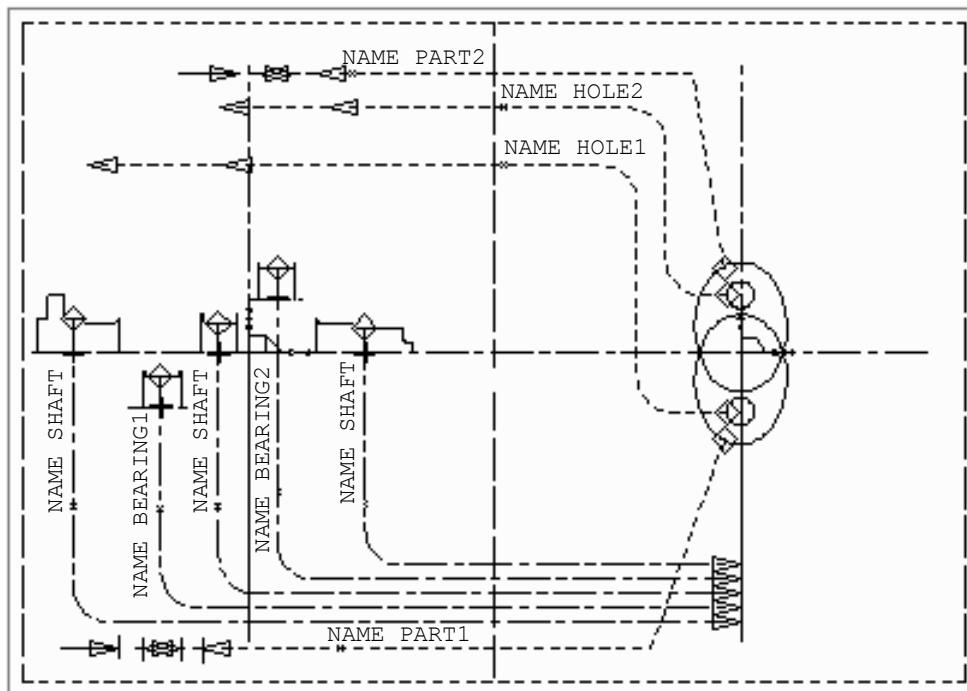 NAME PART2
NAME HOLE2
NAME HOLE1
NAME SHAFT
NAME BEARING1
NAME SHAFT
NAME BEARING2
NAME SHAFT
NAME PART1